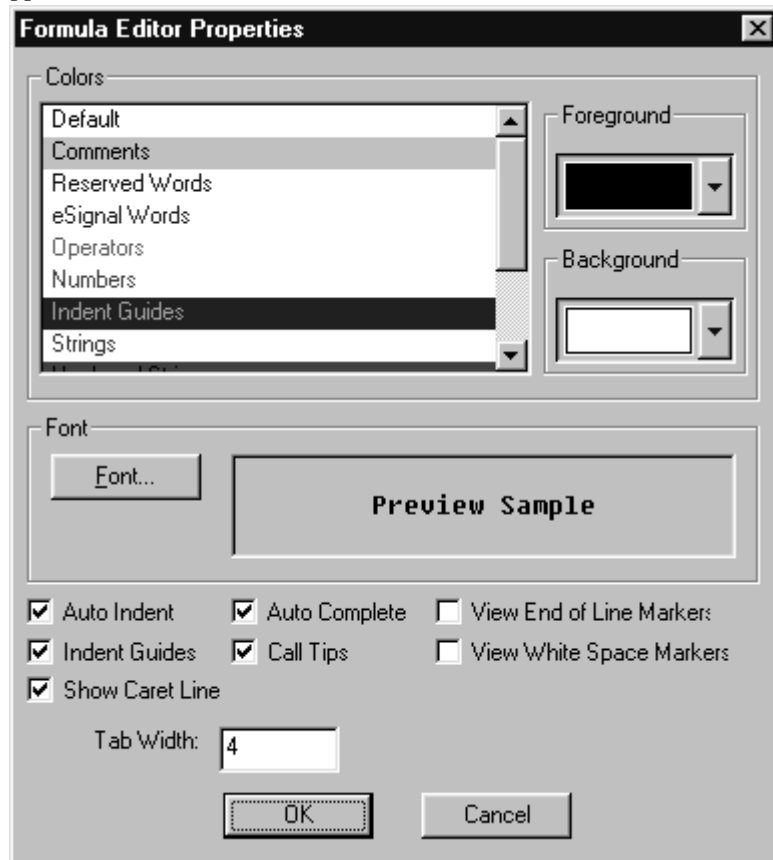 Formula Editor Properties
Colors
Default
Comments
Reserved Words
eSignal Words
Operators
Numbers
Indent Guides
Strings
Foreground
Background
Font
Font...
Preview Sample
Auto Indent
Auto Complete
View End of Line Markers
Indent Guides
Call Tips
View White Space Markers
Show Caret Line
Tab Width: 4
OK
Cancel